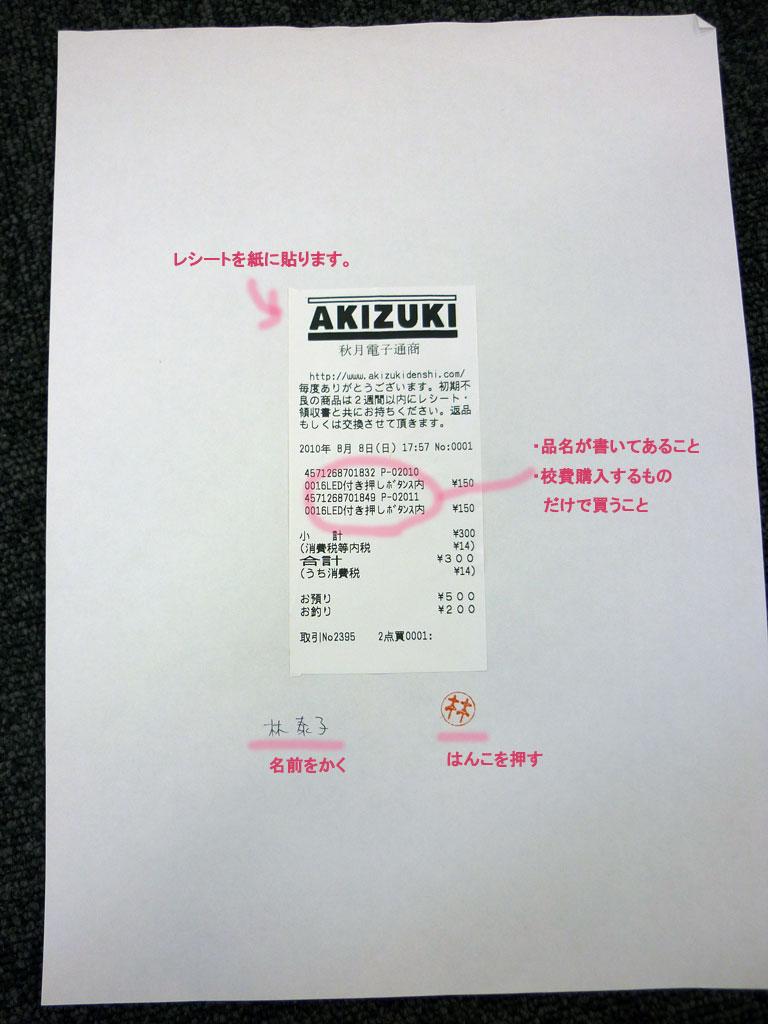 レシートを紙に貼ります。
AKIZUKI
秋月電子通商
http://www.akizukidenshi.com/
毎度ありがとうございます。初期不
良の商品は２週間以内にレシート・
領収書と共にお持ちください。返品
もしくは交換させて頂きます。
2010年 8月 8日(日) 17:57 No:0001
4571268701832 P-02010
0016LED付き押しﾎﾞﾀﾝｽ内 ¥150
4571268701849 P-02011
0016LED付き押しﾎﾞﾀﾝｽ内 ¥150
小 計 ¥300
(消費税等内税 ¥14)
合計 ¥３００
(うち消費税 ¥14)
お預り ¥５００
お釣り ¥２００
取引No2395 2点買0001:
・品名が書いてあること
・校費購入するもの
だけで買うこと
林 泰子
林
名前をかく
はんこを押す